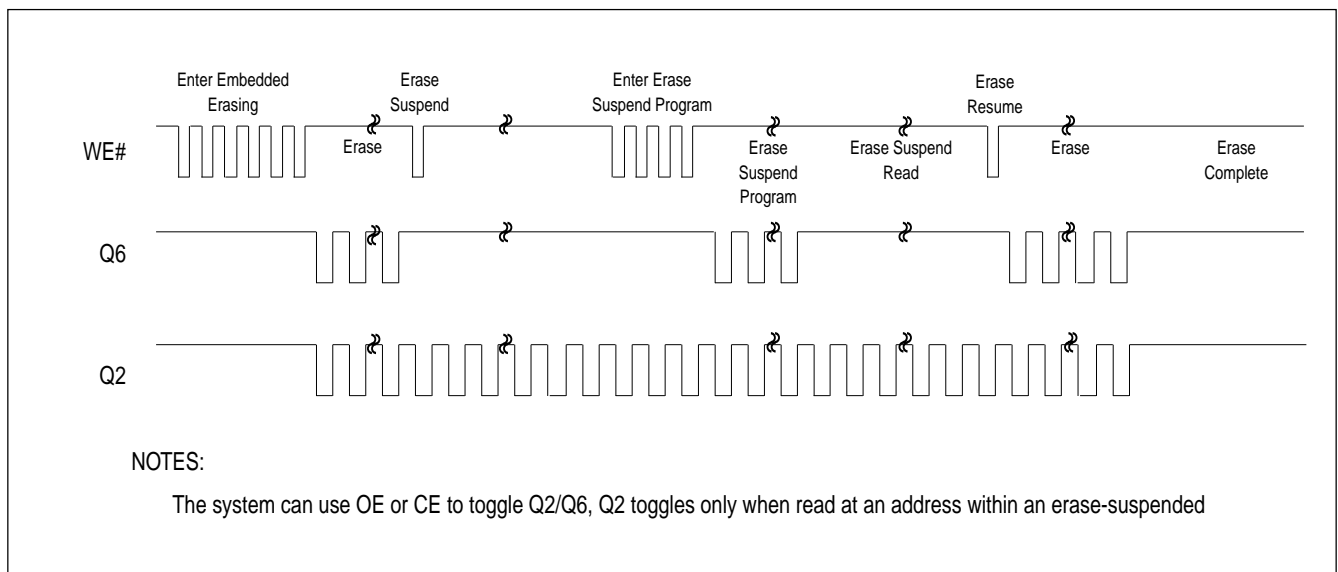 Enter Embedded
Erasing
Erase
Suspend
Enter Erase
Suspend Program
Erase
Resume
WE#
Erase
Erase
Suspend
Program
Erase Suspend
Read
Erase
Erase
Complete
Q6
Q2
NOTES:
The system can use OE or CE to toggle Q2/Q6, Q2 toggles only when read at an address within an erase-suspended